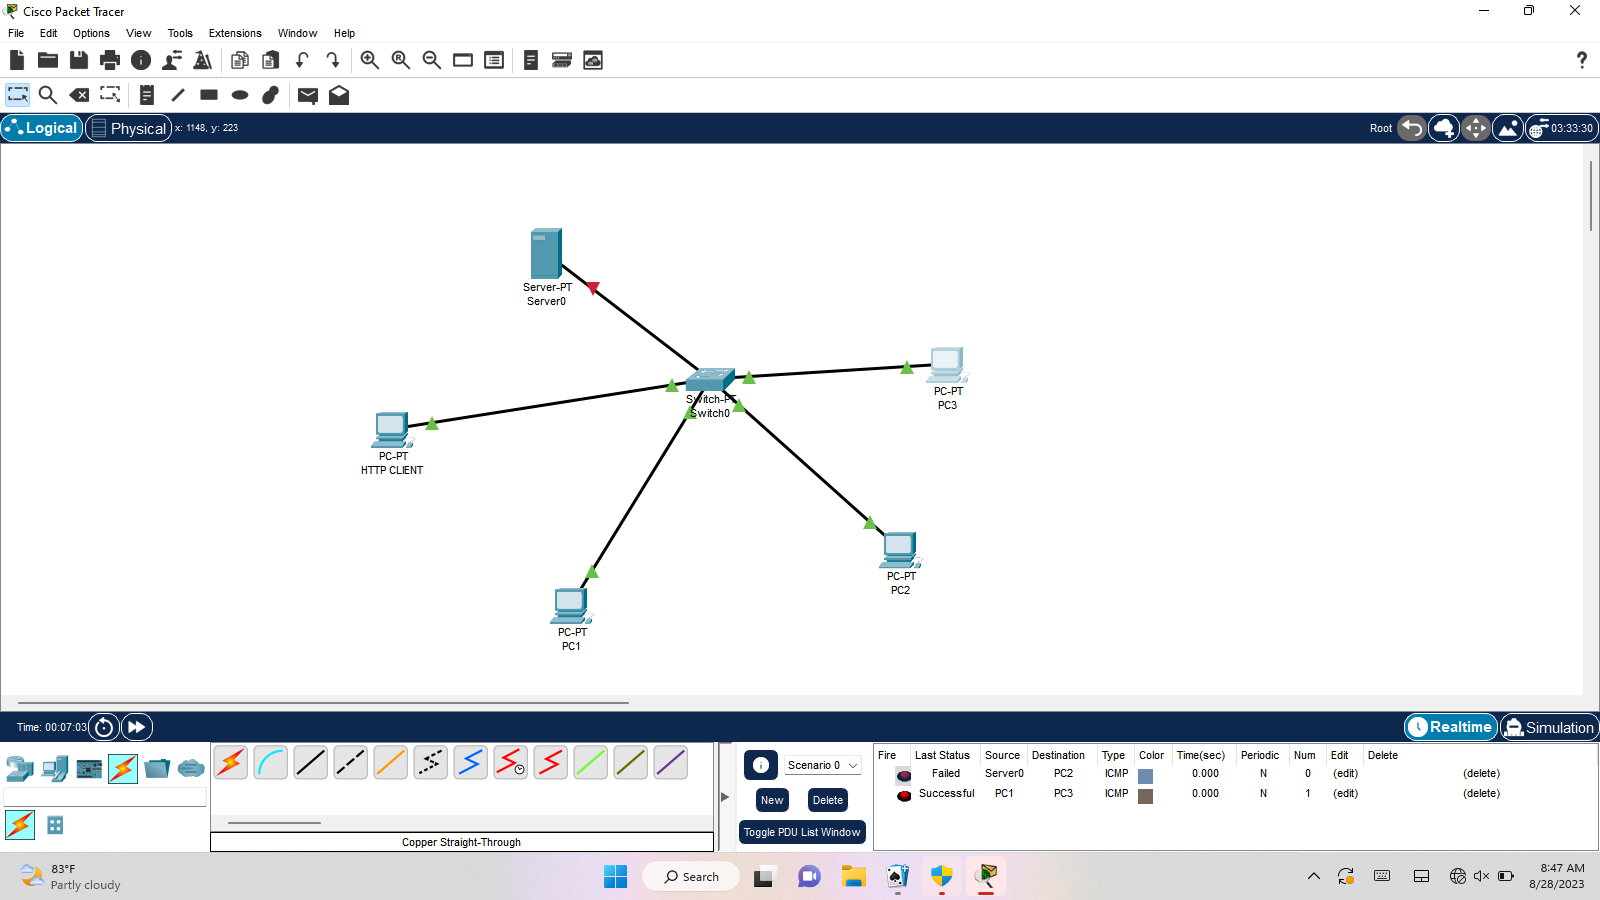 Cisco Packet Tracer
File Edit Options View Tools Extensions Window Help
Logical Physical x: 1148, y: 223 Root 03:33:30
Server-PT
Server0
PC-PT
PC3
Switch-PT
Switch0
PC-PT
HTTP CLIENT
PC-PT
PC2
PC-PT
PC1
Time: 00:07:03 Realtime Simulation
Scenario 0
New Delete
Toggle PDU List Window
Copper Straight-Through
Fire Last Status Source Destination Type Color Time(sec) Periodic Num Edit Delete
Failed Server0 PC2 ICMP 0.000 N 0 (edit) (delete)
Successful PC1 PC3 ICMP 0.000 N 1 (edit) (delete)
83°F
Partly cloudy
Search
8:47 AM
8/28/2023